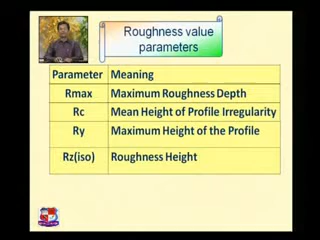 Roughness value
parameters
Parameter Meaning
Rmax Maximum Roughness Depth
Rc Mean Height of Profile Irregularity
Ry Maximum Height of the Profile
Rz(iso) Roughness Height